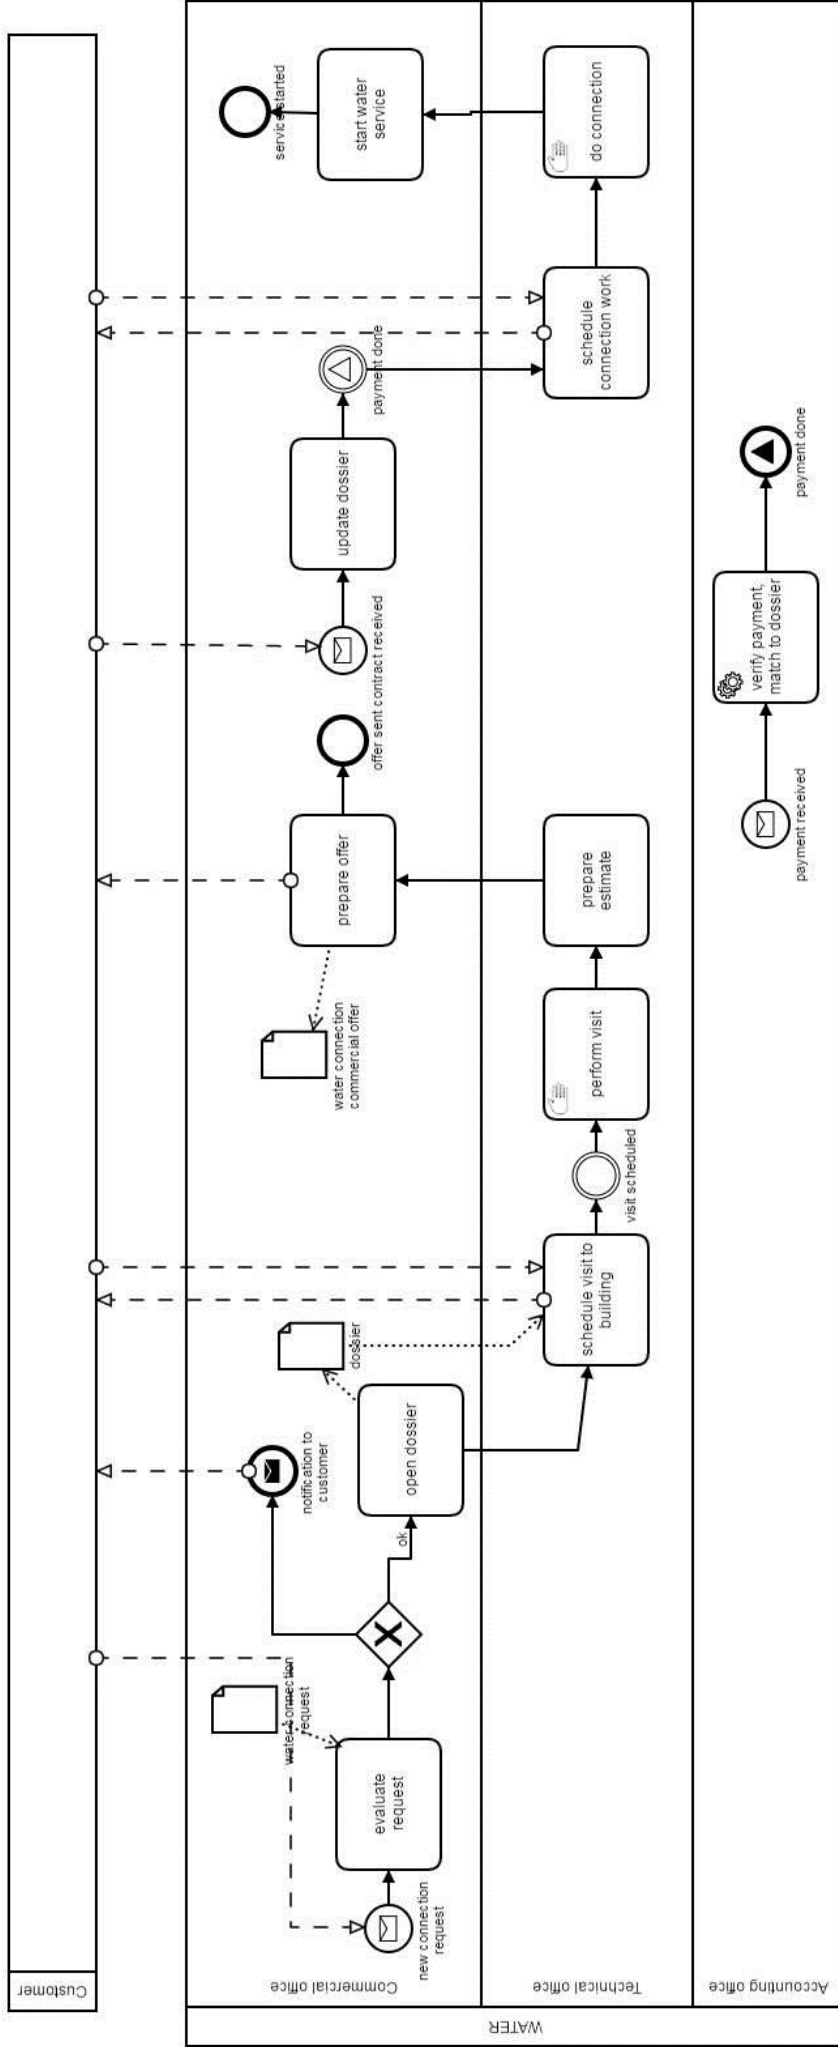 Customer
WATER
Commercial office
Technical office
Accounting office
new connection
request
evaluate
request
water connection
request
ok
notification to
customer
open dossier
dossier
schedule visit to
building
visit scheduled
perform visit
prepare
estimate
water connection
commercial offer
prepare offer
offer sent
contract received
update dossier
payment done
schedule
connection work
do connection
start water
service
service started
payment received
verify payment,
match to dossier
payment done